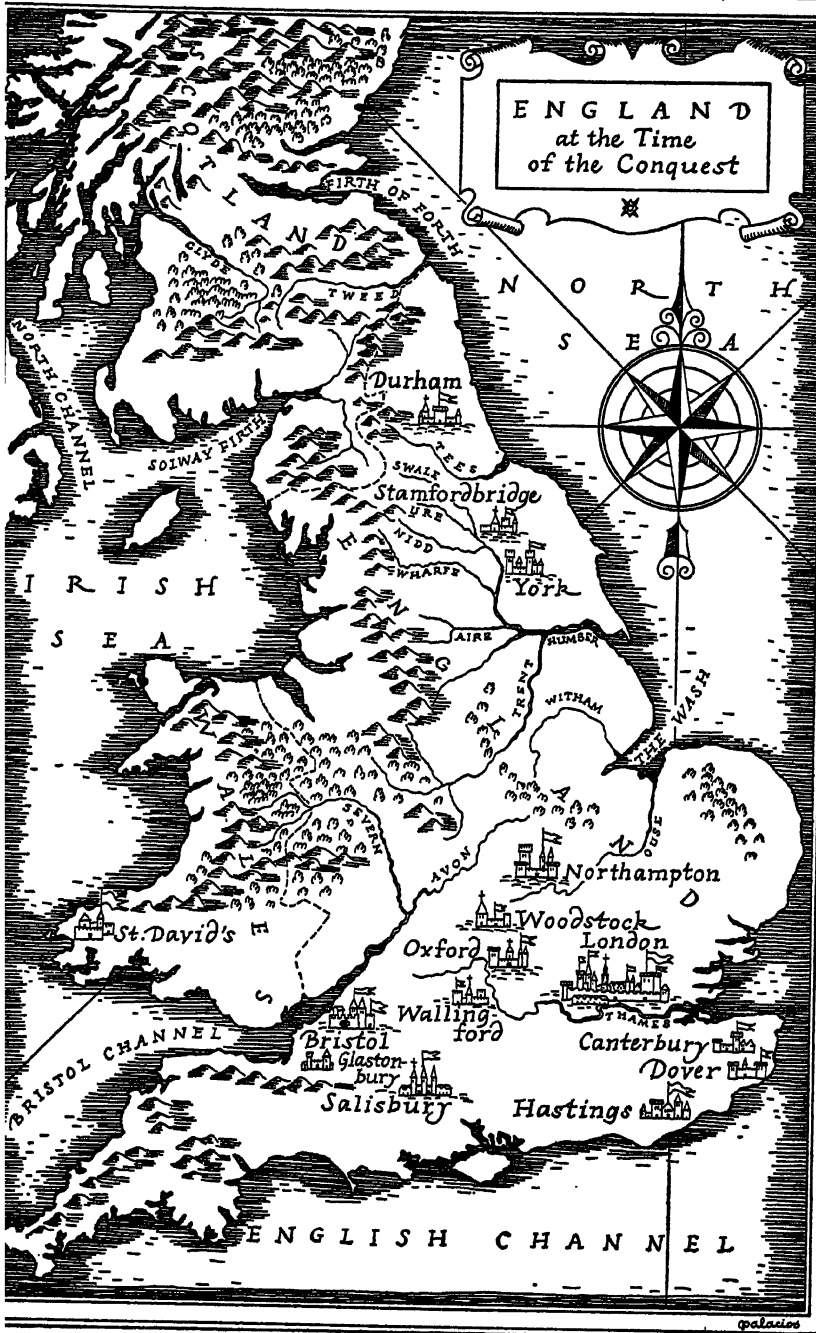 ENGLAND
at the Time
of the Conquest
SCOTLAND
FIRTH OF FORTH
CLYDE
TWEED
NORTH
SEA
NORTH CHANNEL
SOLWAY FIRTH
Durham
TEES
SWALE
Stamfordbridge
URE
NIDD
WHARFE
York
IRISH
SEA
ENGLAND
AIRE
HUMBER
TRENT
WITHAM
THE WASH
WALES
SEVERN
AVON
OUSE
Northampton
St. David's
Woodstock
London
Oxford
Walling
ford
THAMES
Bristol
Glaston-
bury
Salisbury
Canterbury
Dover
Hastings
BRISTOL CHANNEL
ENGLISH CHANNEL
palacios